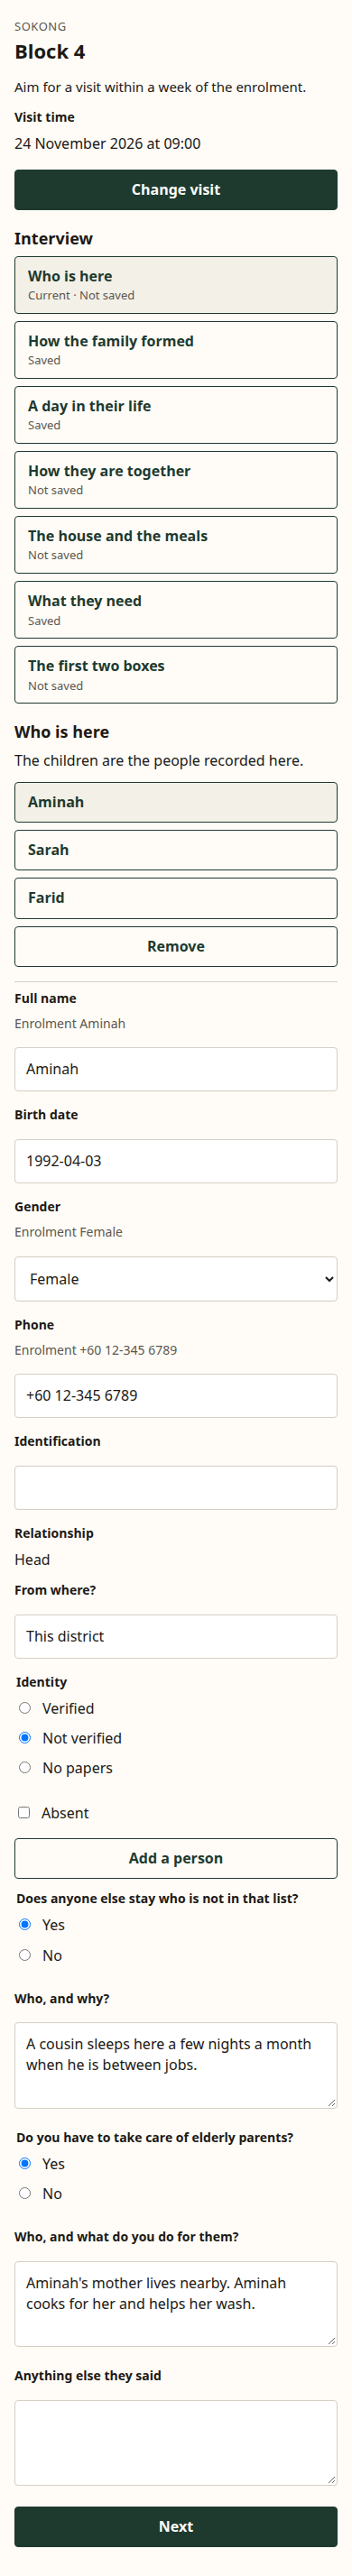 SOKONG
Block 4
Aim for a visit within a week of the enrolment.
Visit time
24 November 2026 at 09:00
Change visit
Interview
Who is here
Current · Not saved
How the family formed
Saved
A day in their life
Saved
How they are together
Not saved
The house and the meals
Not saved
What they need
Saved
The first two boxes
Not saved
Who is here
The children are the people recorded here.
Aminah
Sarah
Farid
Remove
Full name
Enrolment Aminah
Aminah
Birth date
1992-04-03
Gender
Enrolment Female
Female
Phone
Enrolment +60 12-345 6789
+60 12-345 6789
Identification
Relationship
Head
From where?
This district
Identity
Verified
Not verified
No papers
Absent
Add a person
Does anyone else stay who is not in that list?
Yes
No
Who, and why?
A cousin sleeps here a few nights a month
when he is between jobs.
Do you have to take care of elderly parents?
Yes
No
Who, and what do you do for them?
Aminah's mother lives nearby. Aminah
cooks for her and helps her wash.
Anything else they said
Next